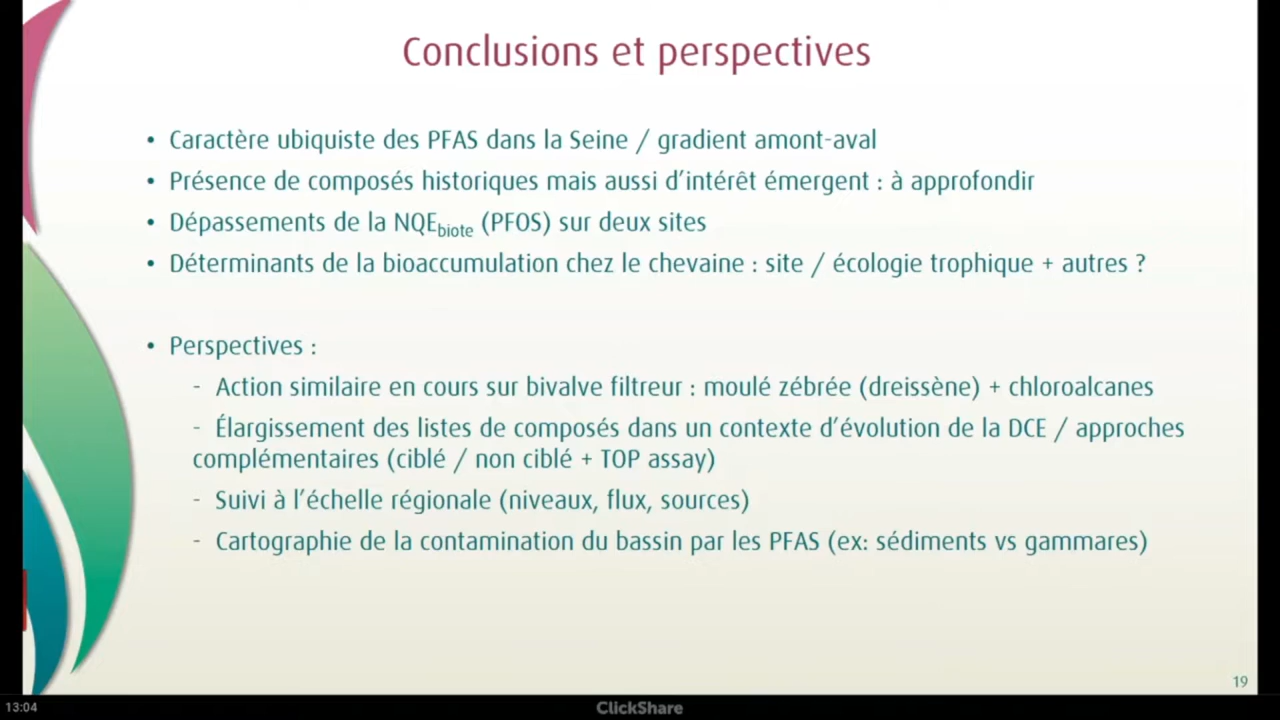 Conclusions et perspectives
• Caractère ubiquiste des PFAS dans la Seine / gradient amont-aval
• Présence de composés historiques mais aussi d’intérêt émergent : à approfondir
• Dépassements de la NQEbiote (PFOS) sur deux sites
• Déterminants de la bioaccumulation chez le chevaine : site / écologie trophique + autres ?
• Perspectives :
- Action similaire en cours sur bivalve filtreur : moulé zébrée (dreissène) + chloroalcanes
- Élargissement des listes de composés dans un contexte d’évolution de la DCE / approches
complémentaires (ciblé / non ciblé + TOP assay)
- Suivi à l’échelle régionale (niveaux, flux, sources)
- Cartographie de la contamination du bassin par les PFAS (ex: sédiments vs gammares)
19
13:04
ClickShare